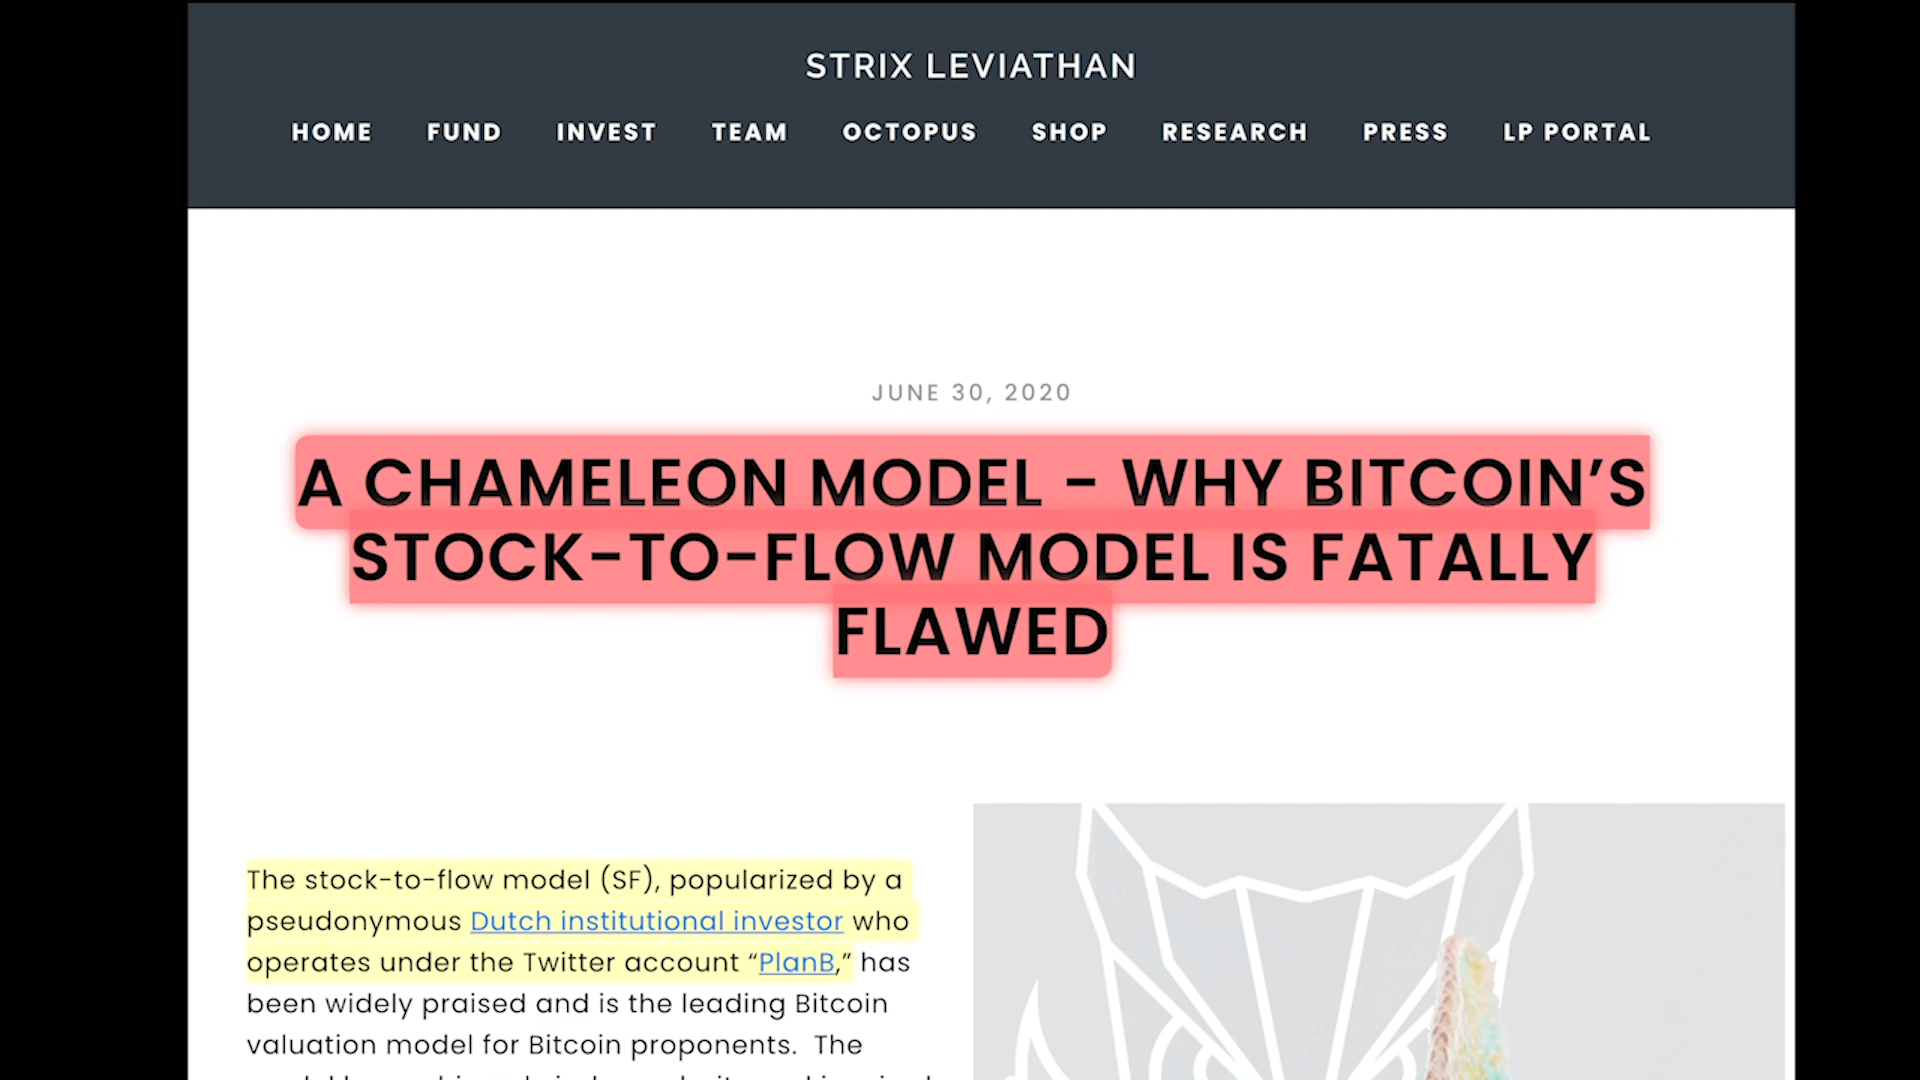 STRIX LEVIATHAN
HOME FUND INVEST TEAM OCTOPUS SHOP RESEARCH PRESS LP PORTAL
JUNE 30, 2020
A CHAMELEON MODEL - WHY BITCOIN’S
STOCK-TO-FLOW MODEL IS FATALLY
FLAWED
The stock-to-flow model (SF), popularized by a
pseudonymous Dutch institutional investor who
operates under the Twitter account “PlanB,” has
been widely praised and is the leading Bitcoin
valuation model for Bitcoin proponents.  The